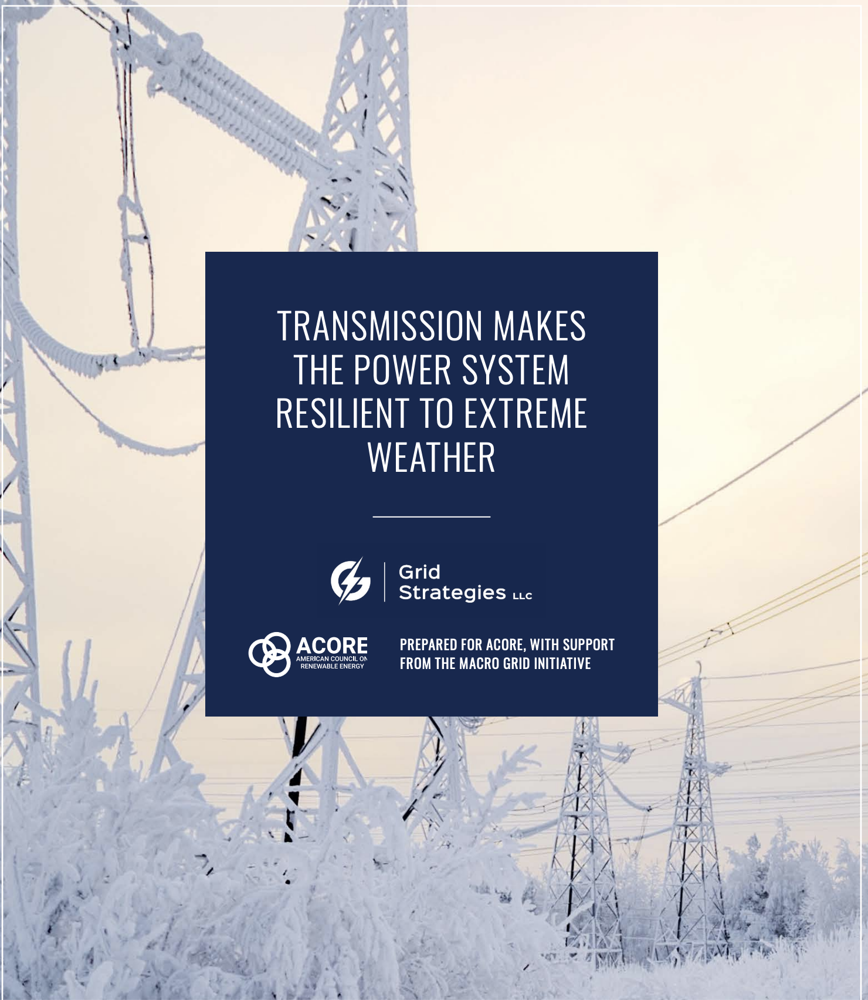 TRANSMISSION MAKES
THE POWER SYSTEM
RESILIENT TO EXTREME
WEATHER
Grid
Strategies LLC
ACORE
AMERICAN COUNCIL ON
RENEWABLE ENERGY
PREPARED FOR ACORE, WITH SUPPORT
FROM THE MACRO GRID INITIATIVE